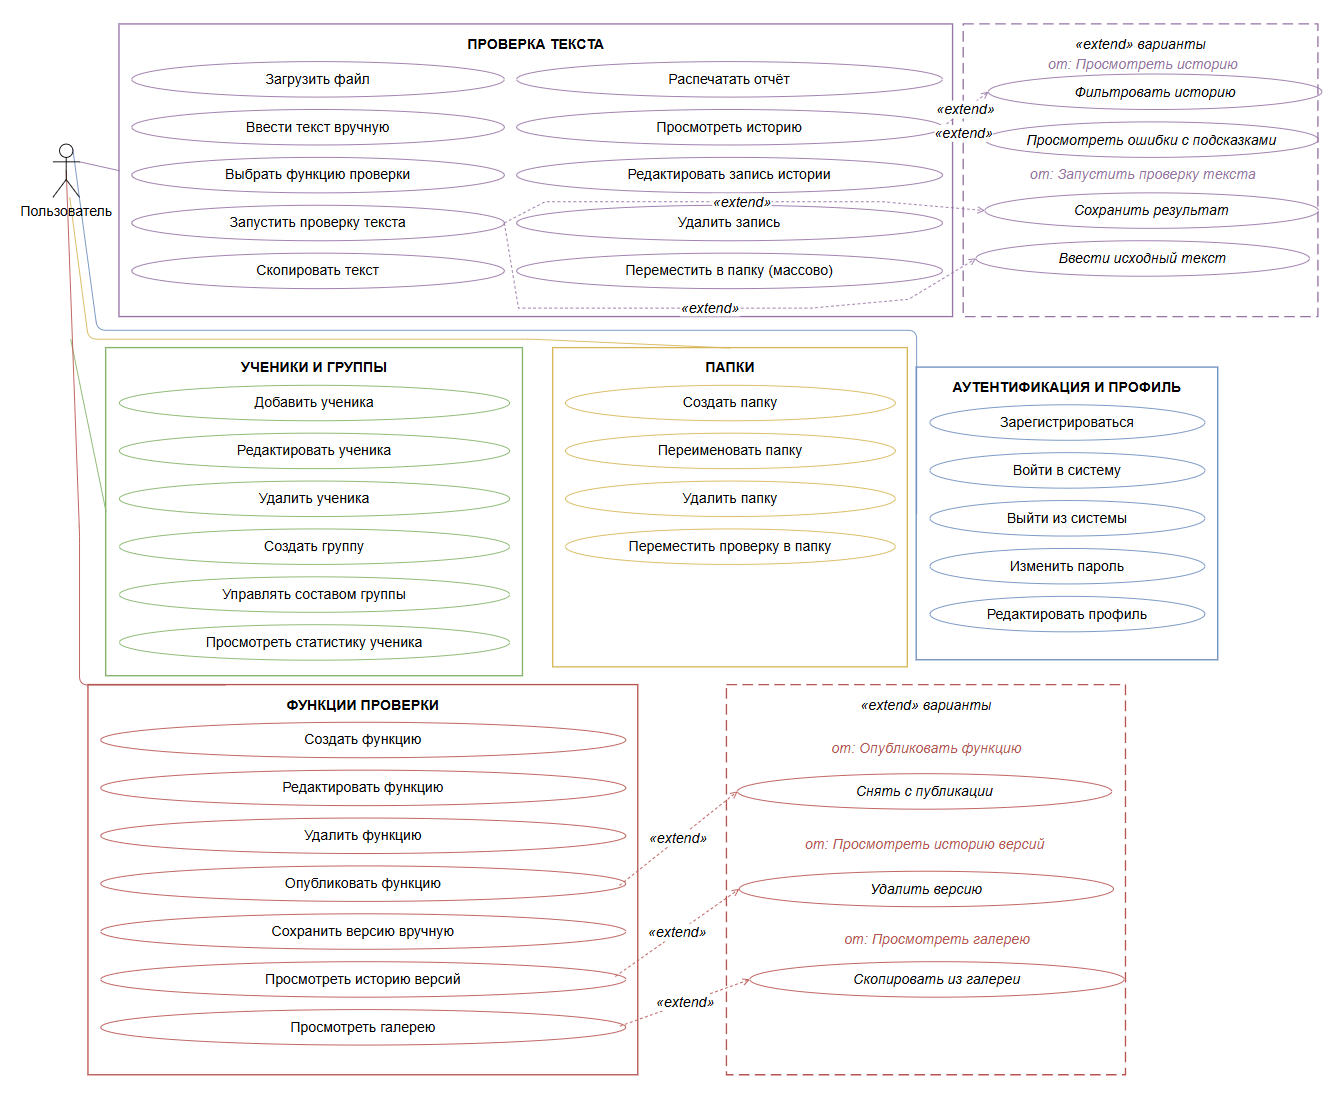 ПРОВЕРКА ТЕКСТА
Загрузить файл
Ввести текст вручную
Выбрать функцию проверки
Запустить проверку текста
Скопировать текст
Распечатать отчёт
Просмотреть историю
Редактировать запись истории
«extend»
Удалить запись
Переместить в папку (массово)
«extend»
«extend»
«extend»
«extend» варианты
от: Просмотреть историю
Фильтровать историю
Просмотреть ошибки с подсказками
от: Запустить проверку текста
Сохранить результат
Ввести исходный текст
Пользователь
УЧЕНИКИ И ГРУППЫ
Добавить ученика
Редактировать ученика
Удалить ученика
Создать группу
Управлять составом группы
Просмотреть статистику ученика
ПАПКИ
Создать папку
Переименовать папку
Удалить папку
Переместить проверку в папку
АУТЕНТИФИКАЦИЯ И ПРОФИЛЬ
Зарегистрироваться
Войти в систему
Выйти из системы
Изменить пароль
Редактировать профиль
ФУНКЦИИ ПРОВЕРКИ
Создать функцию
Редактировать функцию
Удалить функцию
Опубликовать функцию
Сохранить версию вручную
Просмотреть историю версий
Просмотреть галерею
«extend»
«extend»
«extend»
«extend» варианты
от: Опубликовать функцию
Снять с публикации
от: Просмотреть историю версий
Удалить версию
от: Просмотреть галерею
Скопировать из галереи